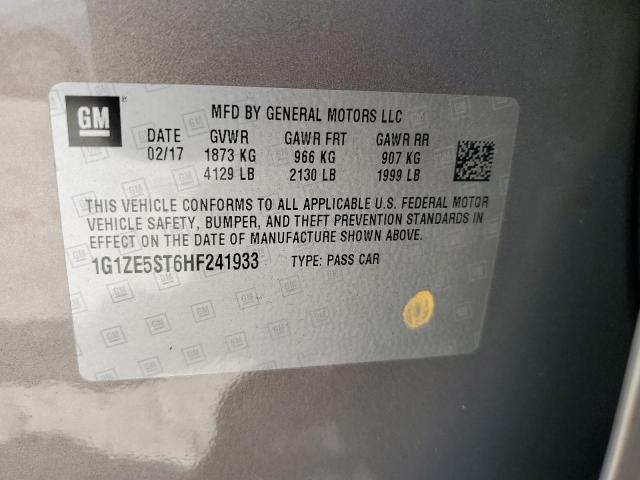 GM
MFD BY GENERAL MOTORS LLC
DATE GVWR GAWR FRT GAWR RR
02/17 1873 KG 966 KG 907 KG
4129 LB 2130 LB 1999 LB
THIS VEHICLE CONFORMS TO ALL APPLICABLE U.S. FEDERAL MOTOR
VEHICLE SAFETY, BUMPER, AND THEFT PREVENTION STANDARDS IN
EFFECT ON THE DATE OF MANUFACTURE SHOWN ABOVE.
1G1ZE5ST6HF241933 TYPE: PASS CAR